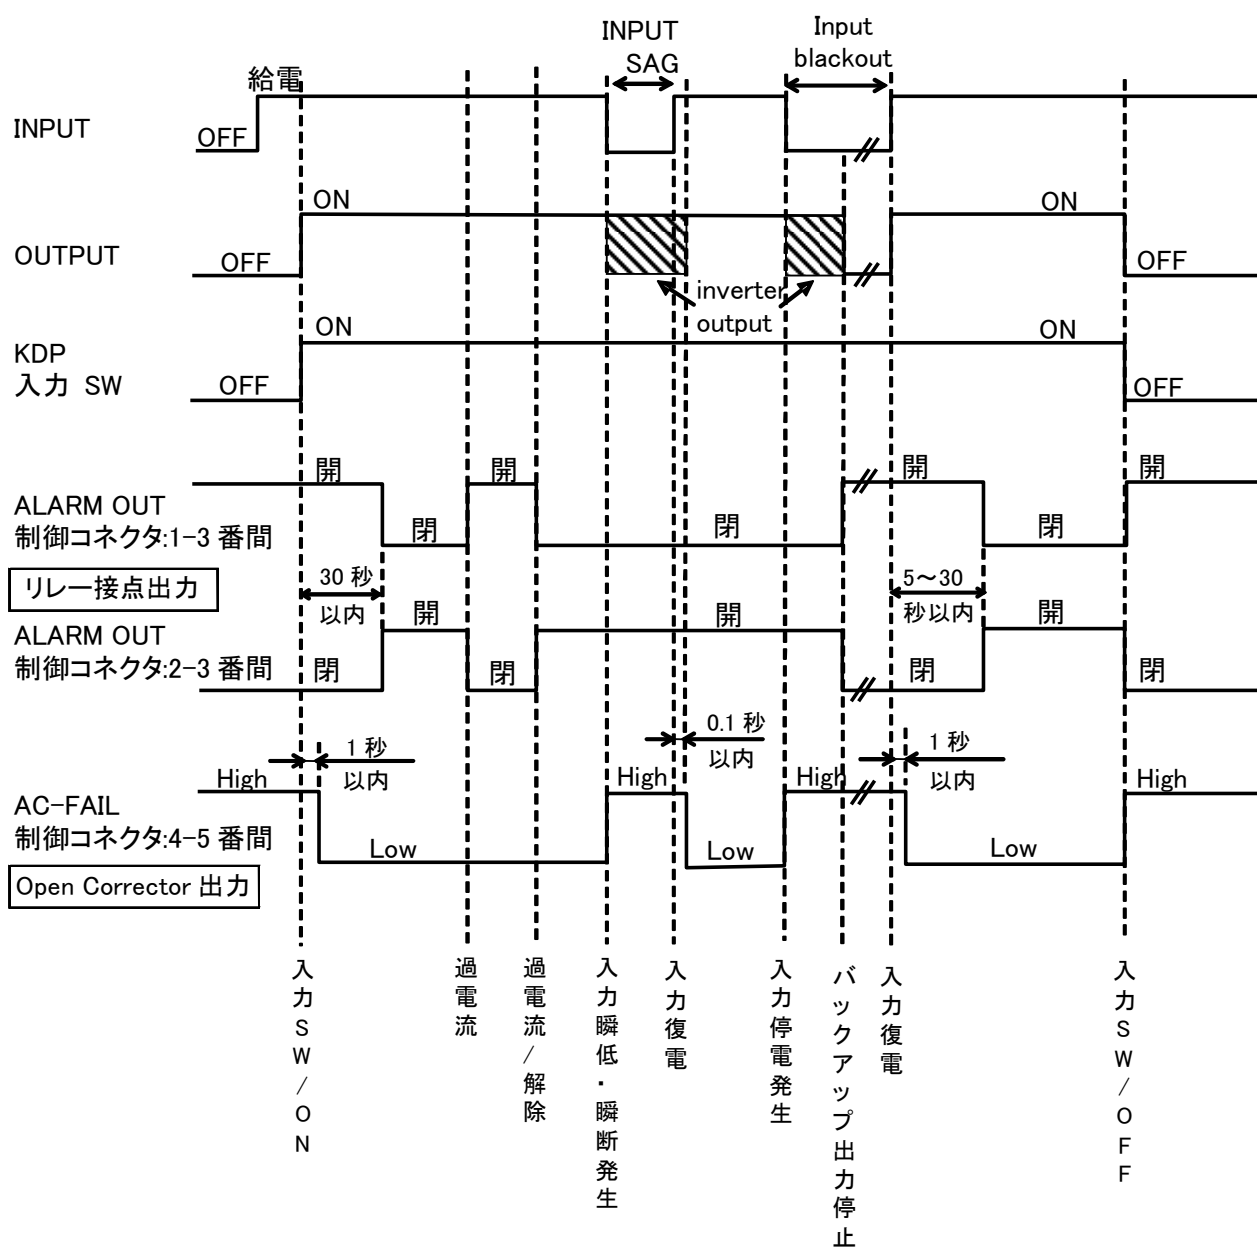 INPUT
SAG
Input
blackout
給電
INPUT
OFF
ON
ON
OUTPUT
OFF
OFF
inverter
output
ON
ON
KDP
入力 SW
OFF
OFF
開
開
開
開
ALARM OUT
制御コネクタ:1-3 番間
閉
閉
閉
リレー接点出力
30 秒
以内
5～30
秒以内
開
開
開
ALARM OUT
制御コネクタ:2-3 番間
閉
閉
閉
閉
1 秒
以内
0.1 秒
以内
1 秒
以内
High
High
High
High
AC-FAIL
制御コネクタ:4-5 番間
Low
Low
Low
Open Corrector 出力
入力SW/ON
過電流
過電流/解除
入力瞬低・瞬断発生
入力復電
入力停電発生
バックアップ出力停止
入力復電
入力SW/OFF